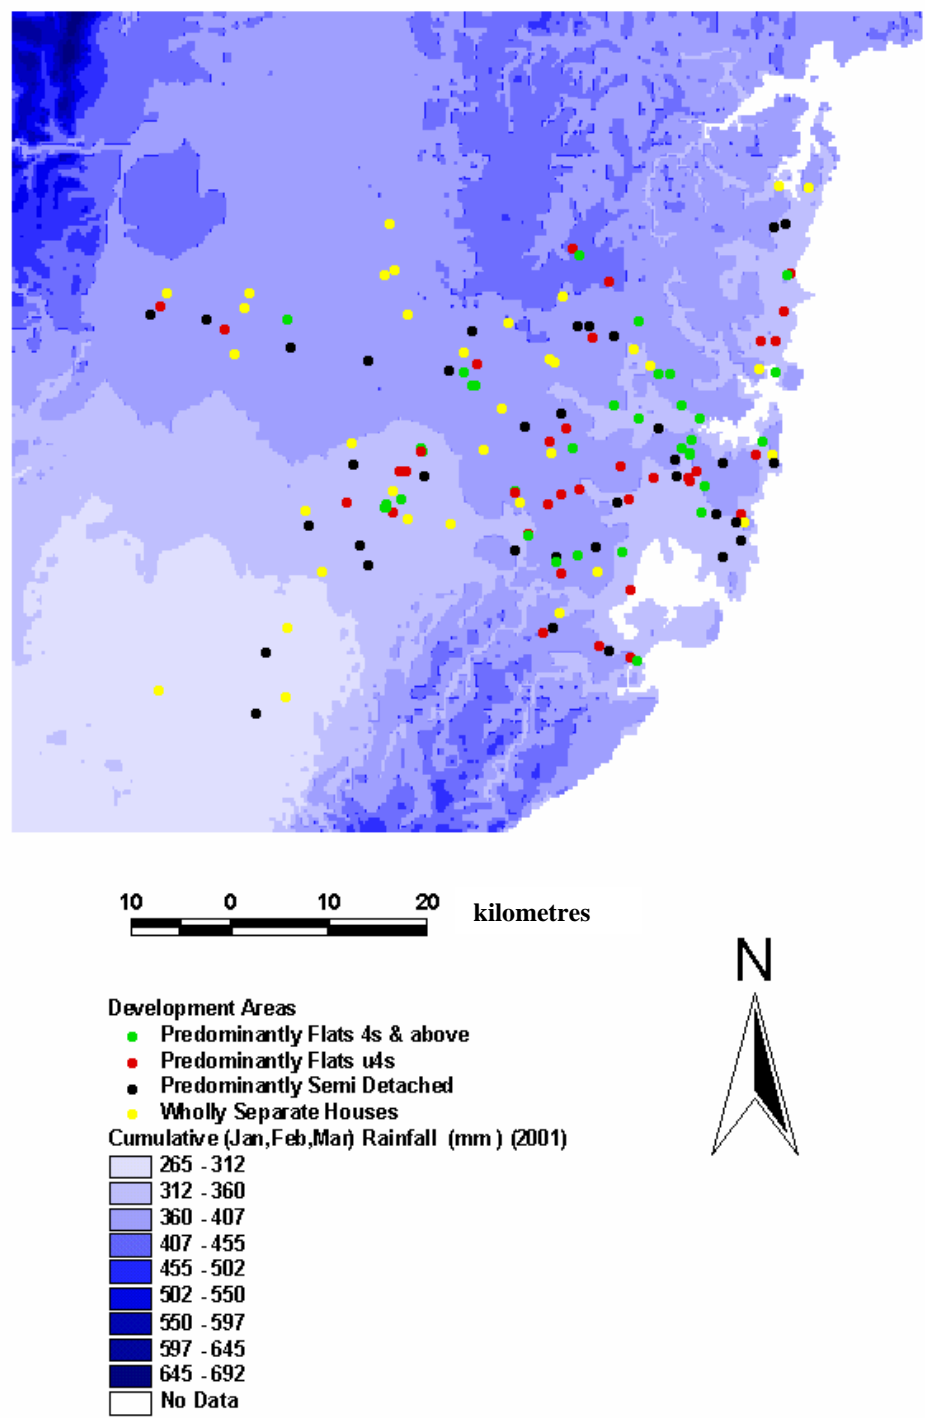 10 0 10 20 kilometres
N
Development Areas
Predominantly Flats 4s & above
Predominantly Flats u4s
Predominantly Semi Detached
Wholly Separate Houses
Cumulative (Jan,Feb,Mar) Rainfall (mm) (2001)
265 - 312
312 - 360
360 - 407
407 - 455
455 - 502
502 - 550
550 - 597
597 - 645
645 - 692
No Data